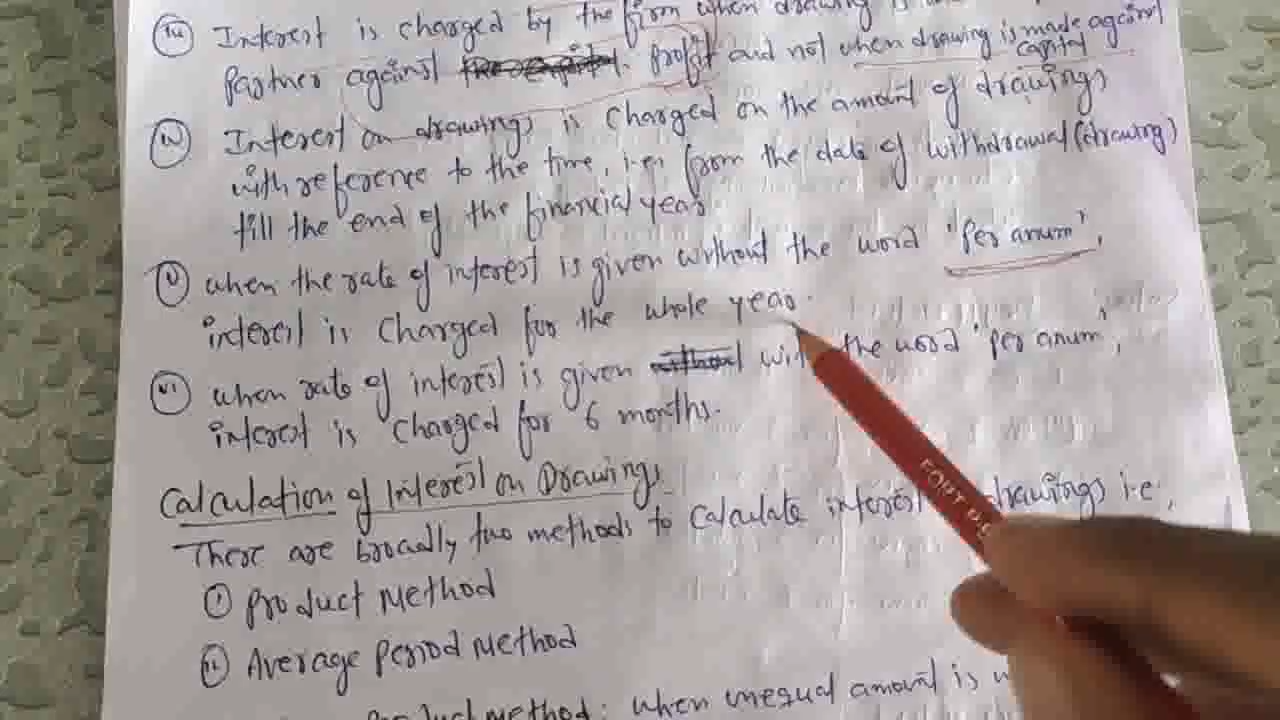 (iii) Interest is charged by the firm when drawing is
Partner against profit and not when drawing is made against
capital
(iv) Interest on drawings is charged on the amount of drawings
with reference to the time, i.e. from the date of withdrawal (drawing)
till the end of the financial year.
(v) when the rate of interest is given without the word "Per anum",
interest is charged for the whole year.
(vi) when rate of interest is given with the word "per anum",
interest is charged for 6 months.
Calculation of Interest on Drawings
There are broadly two methods to calculate interest drawings i.e.
(i) Product Method
(ii) Average Period Method
Product method: when unequal amount is
FONT